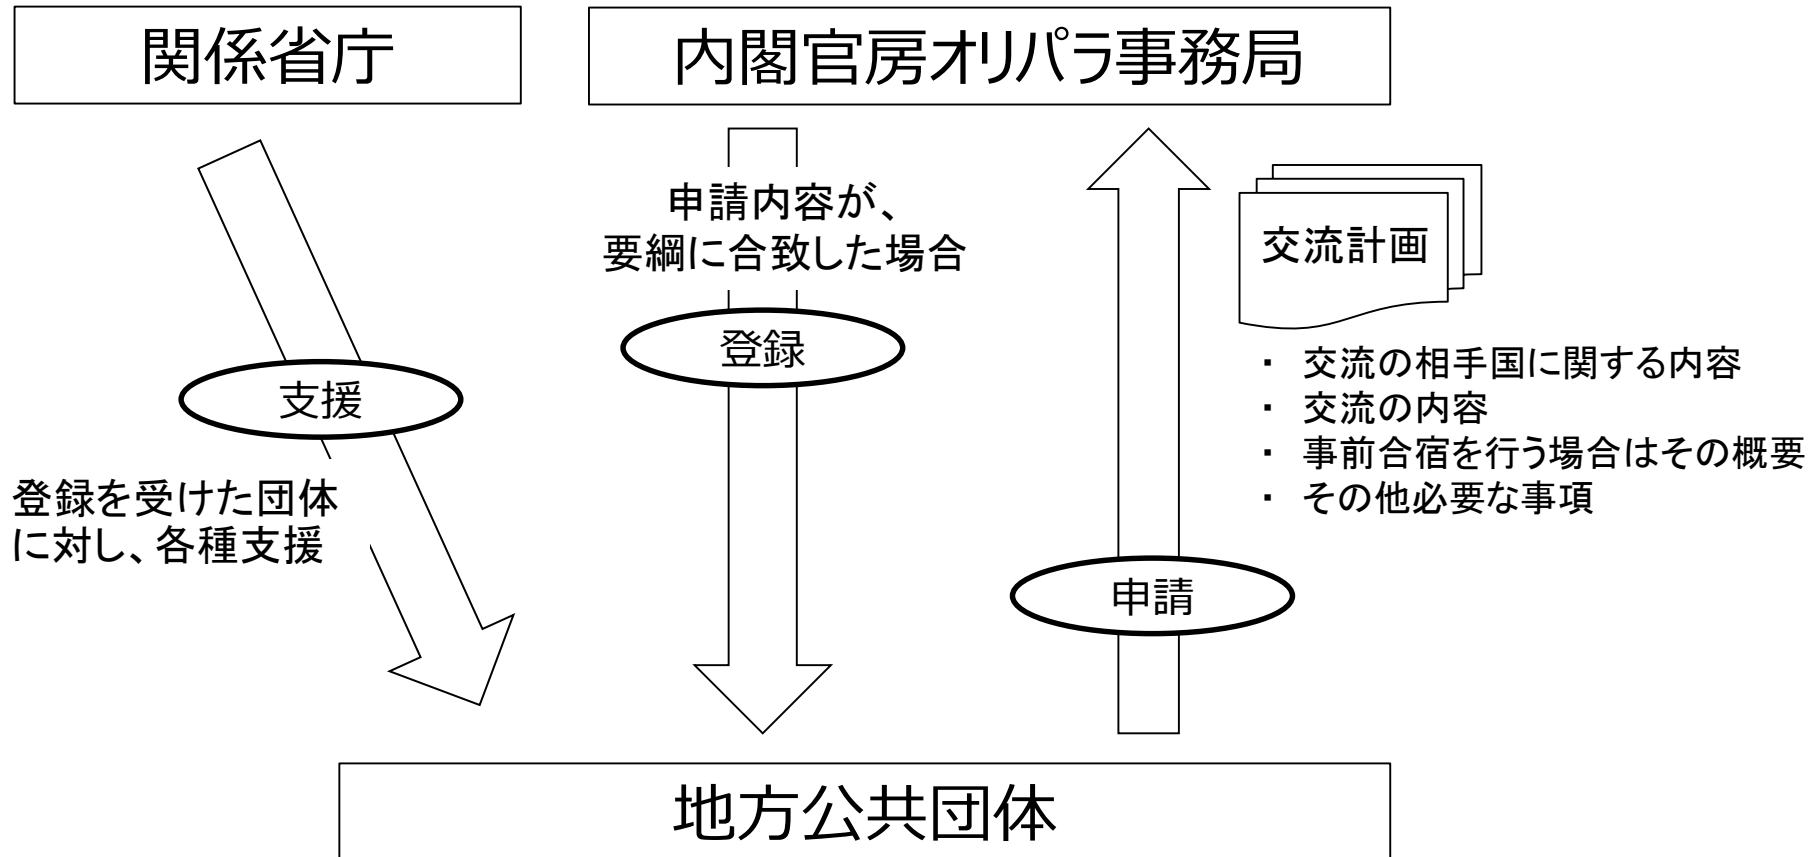 関係省庁
内閣官房オリパラ事務局
申請内容が、
要綱に合致した場合
登録
交流計画
・ 交流の相手国に関する内容
・ 交流の内容
・ 事前合宿を行う場合はその概要
・ その他必要な事項
支援
登録を受けた団体
に対し、各種支援
申請
地方公共団体